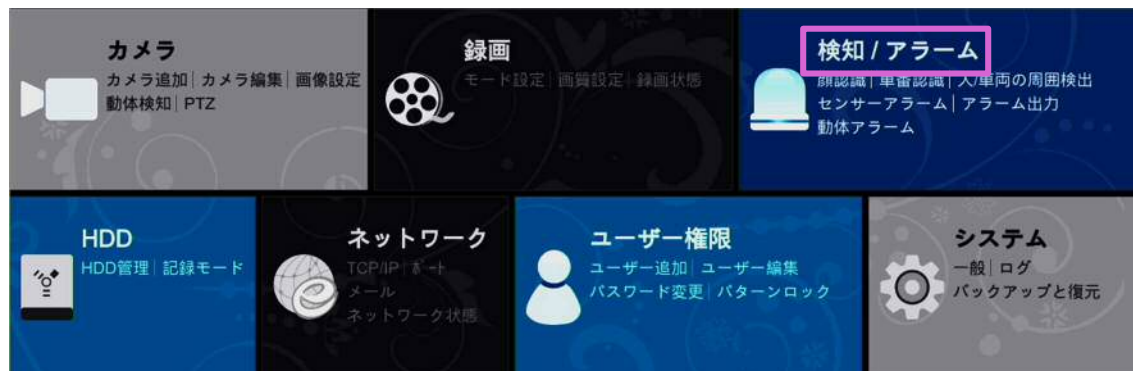 カメラ
カメラ追加 | カメラ編集 | 画像設定
動体検知 | PTZ
録画
モード設定 | 画質設定 | 録画状態
検知 / アラーム
顔認識 | 車番認識 | 人/車両の周囲検出
センサーアラーム | アラーム出力
動体アラーム
HDD
HDD管理 | 記録モード
ネットワーク
TCP/IP | ポート
メール
ネットワーク状態
ユーザー権限
ユーザー追加 | ユーザー編集
パスワード変更 | パターンロック
システム
一般 | ログ
バックアップと復元